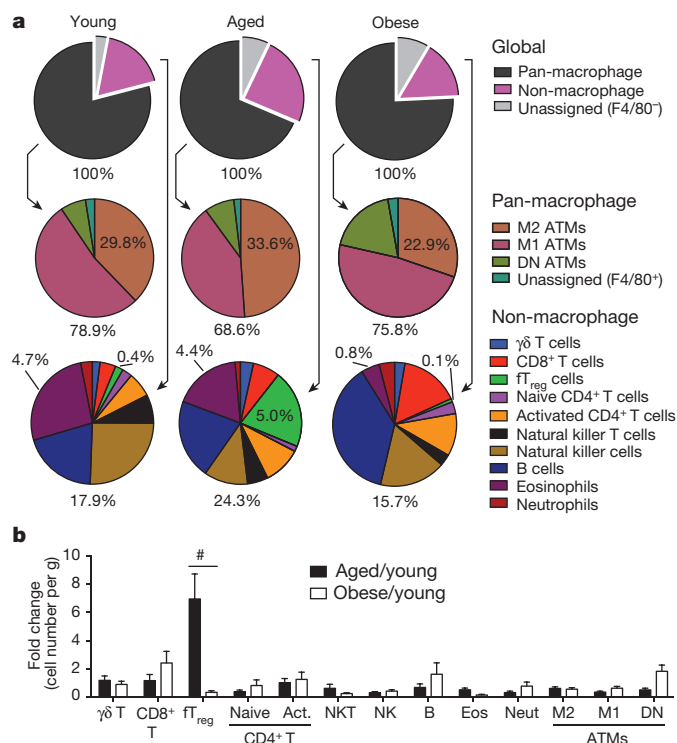 a
Young
Aged
Obese
Global
Pan-macrophage
Non-macrophage
Unassigned (F4/80⁻)
100%
100%
100%
Pan-macrophage
M2 ATMs
M1 ATMs
DN ATMs
Unassigned (F4/80⁺)
29.8%
33.6%
22.9%
78.9%
68.6%
75.8%
Non-macrophage
γδ T cells
CD8⁺ T cells
fT_reg cells
Naive CD4⁺ T cells
Activated CD4⁺ T cells
Natural killer T cells
Natural killer cells
B cells
Eosinophils
Neutrophils
4.7%
0.4%
4.4%
5.0%
0.8%
0.1%
17.9%
24.3%
15.7%
b
Fold change
(cell number per g)
10
8
6
4
2
0
#
Aged/young
Obese/young
γδ T
CD8⁺
T
fT_reg
Naive
Act.
CD4⁺ T
NKT
NK
B
Eos
Neut
M2
M1
DN
ATMs